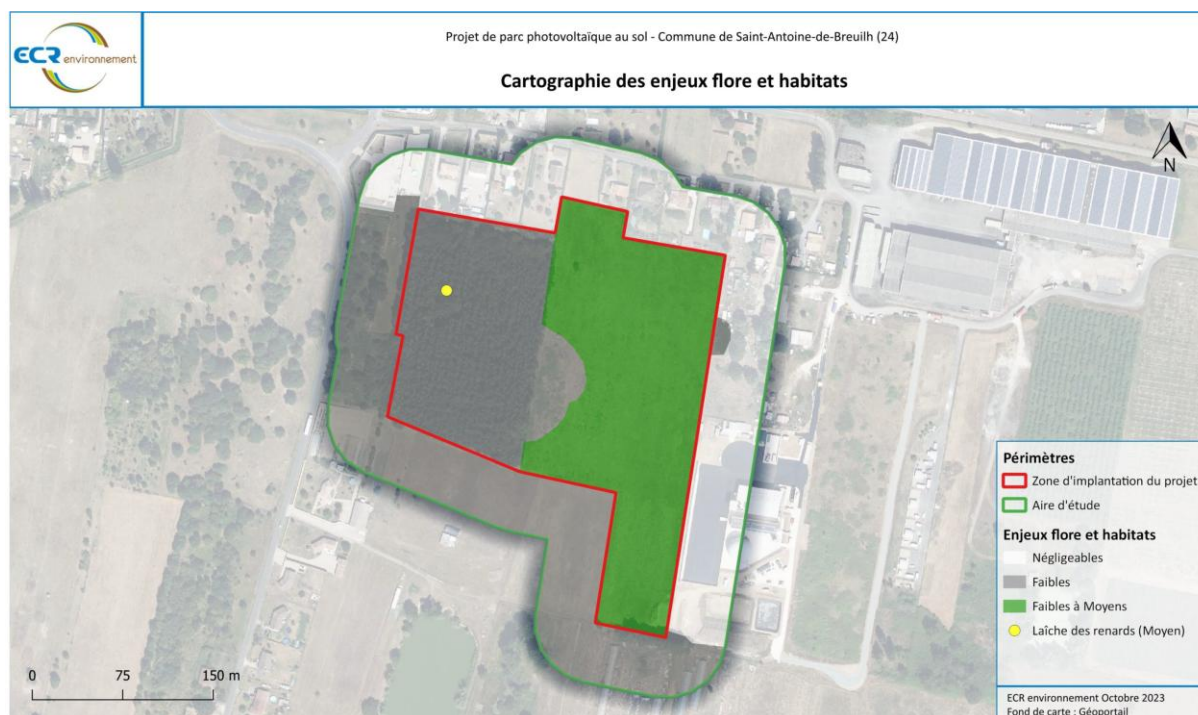 ECR environnement
Projet de parc photovoltaïque au sol - Commune de Saint-Antoine-de-Breuilh (24)
Cartographie des enjeux flore et habitats
N
Périmètres
Zone d'implantation du projet
Aire d'étude
Enjeux flore et habitats
Négligeables
Faibles
Faibles à Moyens
Laîche des renards (Moyen)
0 75 150 m
ECR environnement Octobre 2023
Fond de carte : Géoportail